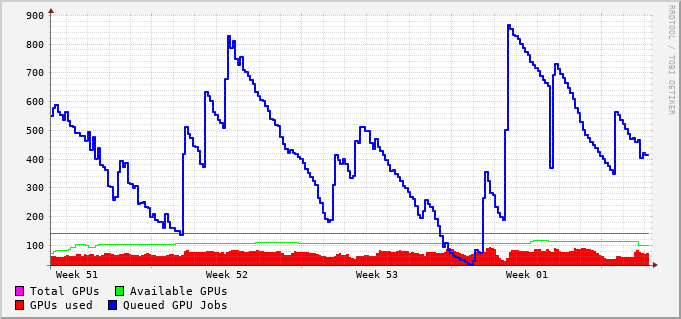 900
800
700
600
500
400
300
200
100
Week 51 Week 52 Week 53 Week 01
Total GPUs Available GPUs
GPUs used Queued GPU Jobs
RRDTOOL / TOBI OETIKER